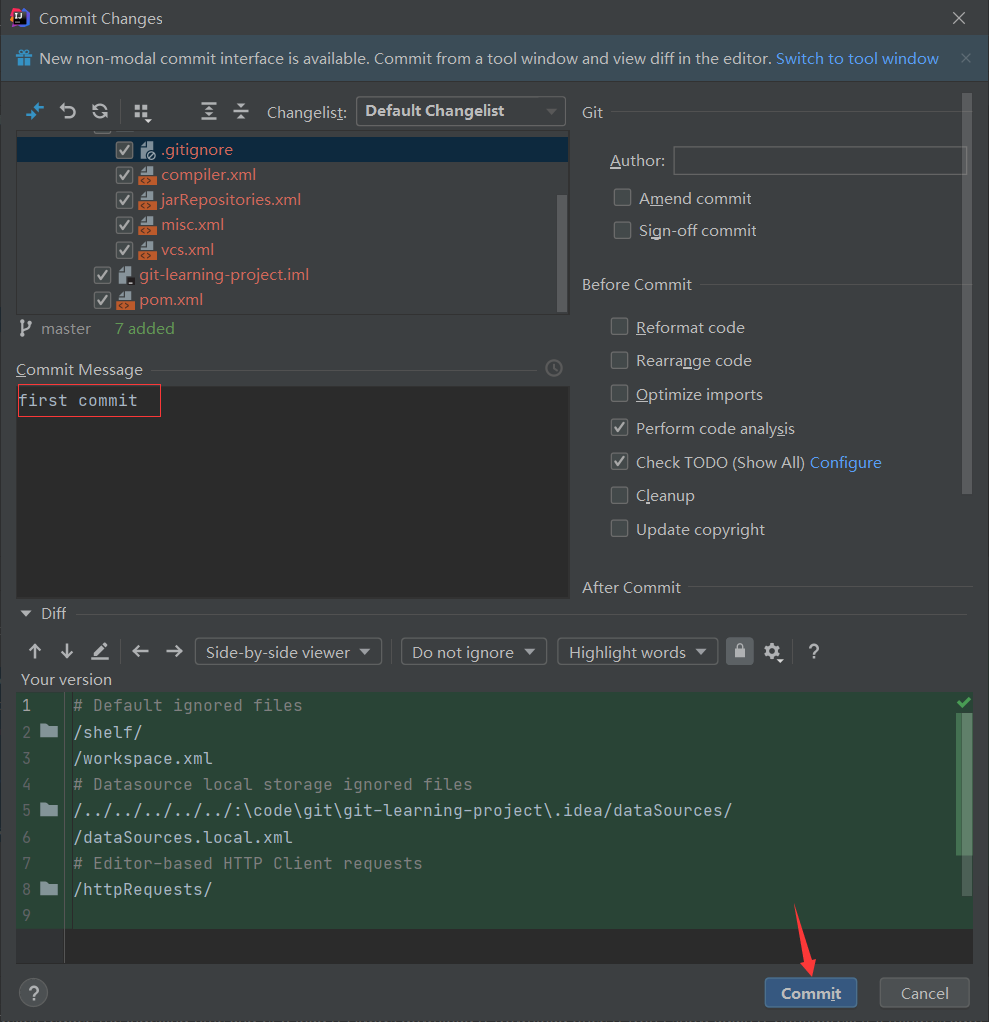 Commit Changes
New non-modal commit interface is available. Commit from a tool window and view diff in the editor. Switch to tool window
Changelist: Default Changelist
.gitignore
compiler.xml
jarRepositories.xml
misc.xml
vcs.xml
git-learning-project.iml
pom.xml
master 7 added
Commit Message
first commit
Git
Author:
Amend commit
Sign-off commit
Before Commit
Reformat code
Rearrange code
Optimize imports
Perform code analysis
Check TODO (Show All) Configure
Cleanup
Update copyright
After Commit
Diff
Side-by-side viewer Do not ignore Highlight words ?
Your version
1 # Default ignored files
2 /shelf/
3 /workspace.xml
4 # Datasource local storage ignored files
5 /../../../../../:\code\git\git-learning-project\.idea/dataSources/
6 /dataSources.local.xml
7 # Editor-based HTTP Client requests
8 /httpRequests/
9
? Commit Cancel